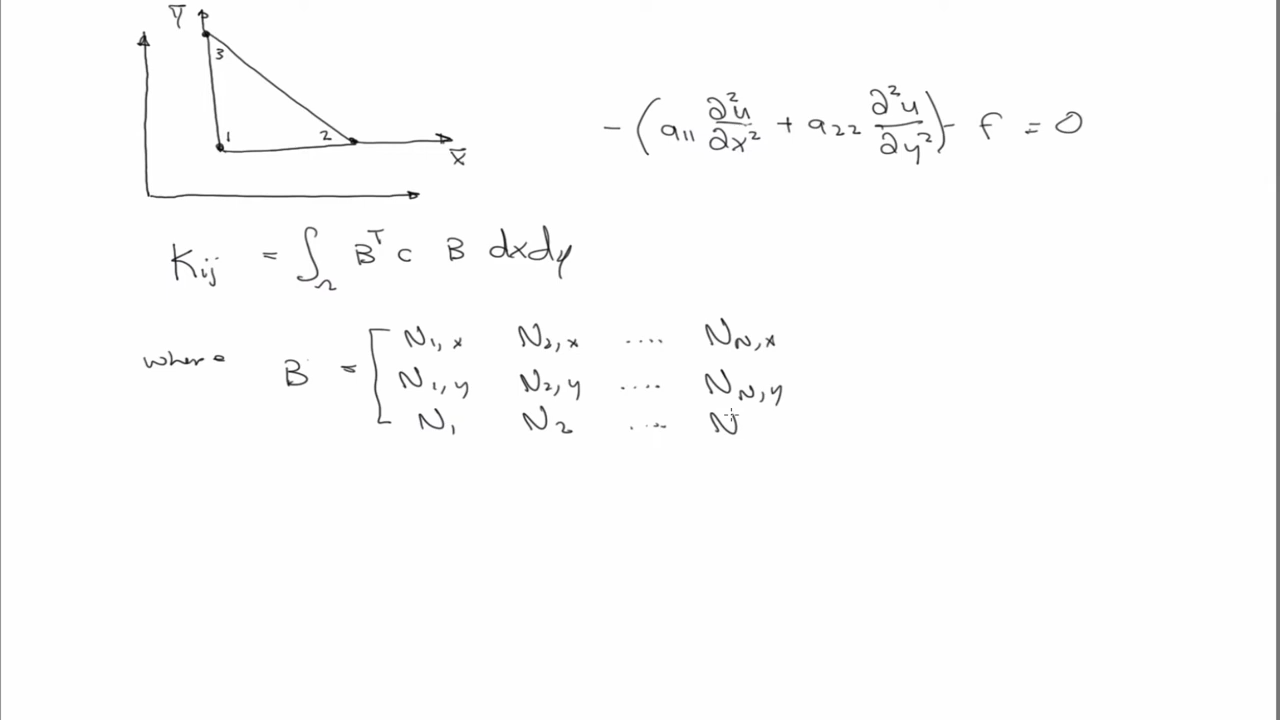 Y̅
3
1 2
X̅
- (a₁₁ ∂²u/∂x² + a₂₂ ∂²u/∂y²) - f = 0
Kᵢⱼ = ∫_Ω Bᵀ c B dxdy
where B = [ N₁,ₓ N₂,ₓ .... N_N,ₓ
N₁,y N₂,y .... N_N,y
N₁ N₂ .... N